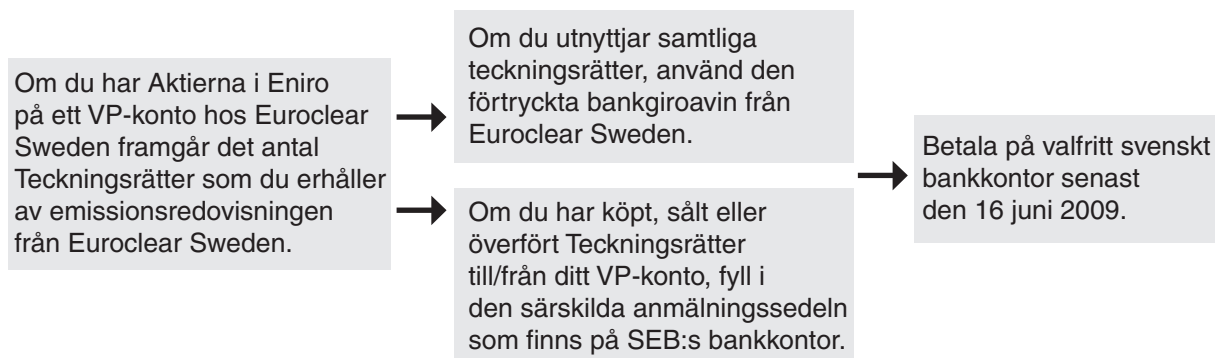 Om du har Aktierna i Eniro
på ett VP-konto hos Euroclear
Sweden framgår det antal
Teckningsrätter som du erhåller
av emissionsredovisningen
från Euroclear Sweden.
Om du utnyttjar samtliga
teckningsrätter, använd den
förtryckta bankgiroavin från
Euroclear Sweden.
Om du har köpt, sålt eller
överfört Teckningsrätter
till/från ditt VP-konto, fyll i
den särskilda anmälningssedeln
som finns på SEB:s bankkontor.
Betala på valfritt svenskt
bankkontor senast
den 16 juni 2009.